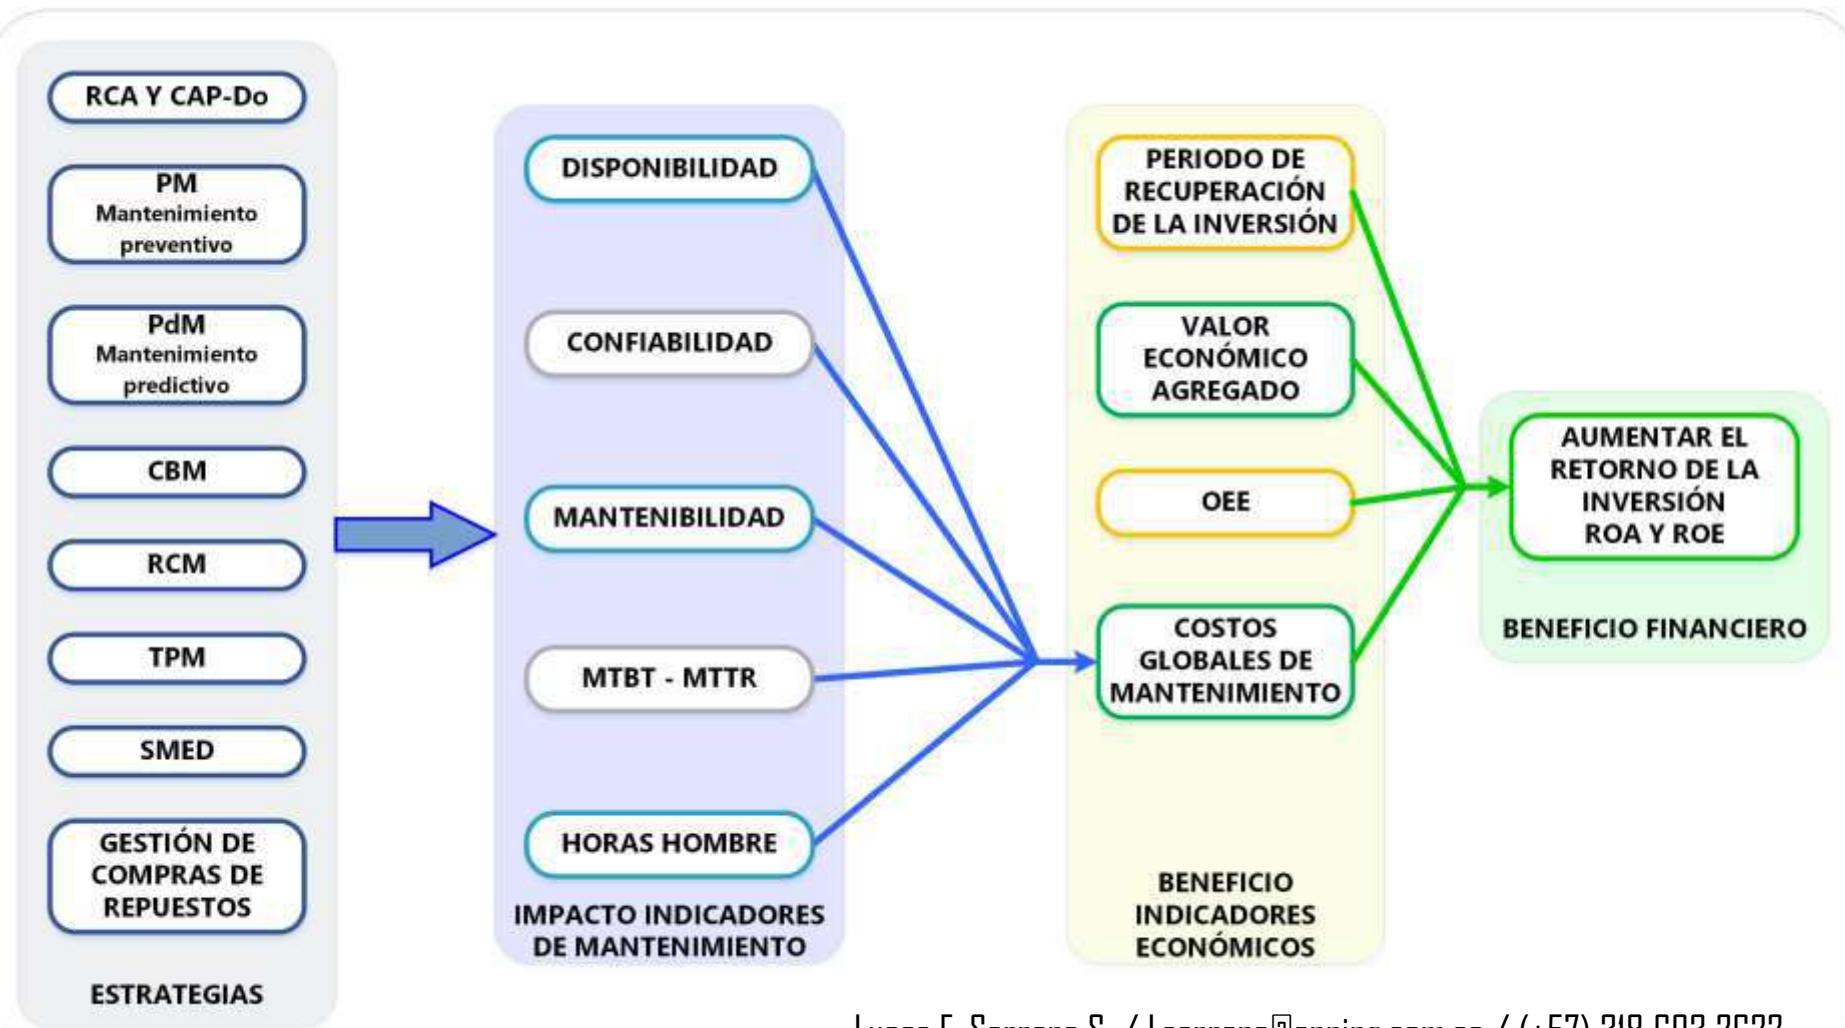 RCA Y CAP-Do
PM
Mantenimiento
preventivo
PdM
Mantenimiento
predictivo
CBM
RCM
TPM
SMED
GESTIÓN DE
COMPRAS DE
REPUESTOS
ESTRATEGIAS
DISPONIBILIDAD
CONFIABILIDAD
MANTENIBILIDAD
MTBT - MTTR
HORAS HOMBRE
IMPACTO INDICADORES
DE MANTENIMIENTO
PERIODO DE
RECUPERACIÓN
DE LA INVERSIÓN
VALOR
ECONÓMICO
AGREGADO
OEE
COSTOS
GLOBALES DE
MANTENIMIENTO
BENEFICIO
INDICADORES
ECONÓMICOS
AUMENTAR EL
RETORNO DE LA
INVERSIÓN
ROA Y ROE
BENEFICIO FINANCIERO